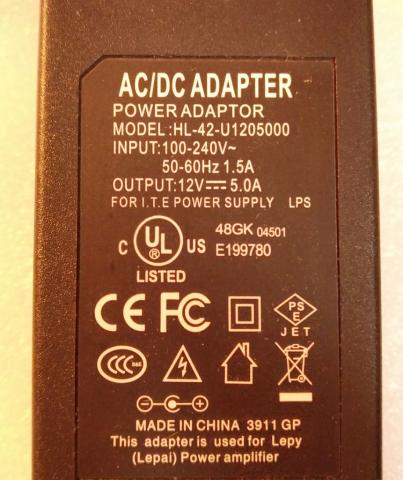 AC/DC ADAPTER
POWER ADAPTOR
MODEL:HL-42-U1205000
INPUT:100-240V~
50-60Hz 1.5A
OUTPUT:12V⎓5.0A
FOR I.T.E POWER SUPPLY LPS
C UL ® US 48GK 04501
E199780
LISTED
CE FC PS E JET
CCC S&E
MADE IN CHINA 3911 GP
This adapter is used for Lepy
(Lepai) Power amplifier